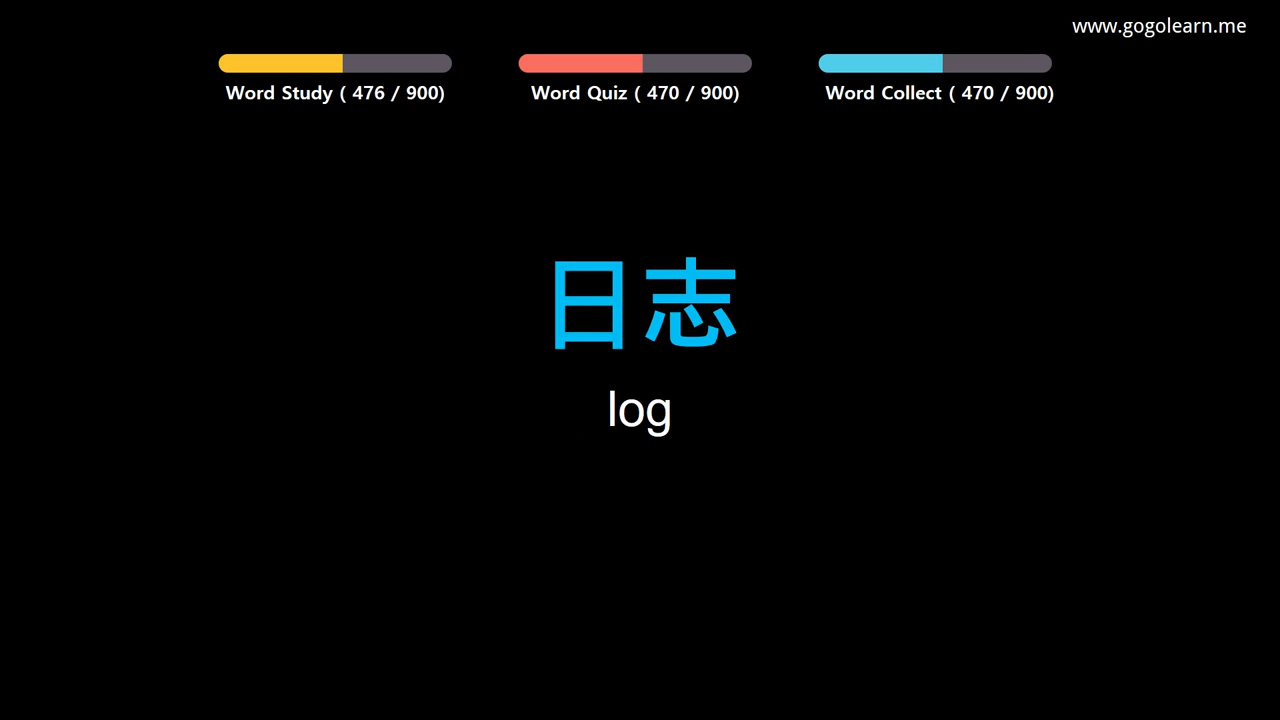 www.gogolearn.me
Word Study ( 476 / 900)
Word Quiz ( 470 / 900)
Word Collect ( 470 / 900)
日志
log